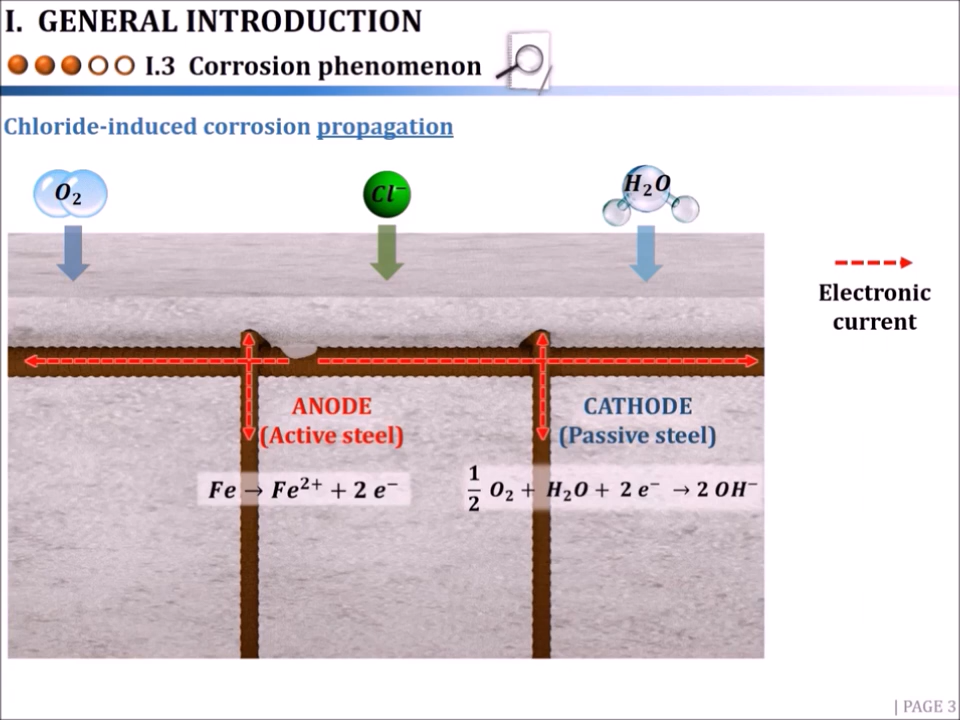 I. GENERAL INTRODUCTION
I.3 Corrosion phenomenon
Chloride-induced corrosion propagation
O₂
Cl⁻
H₂O
Electronic
current
ANODE
(Active steel)
CATHODE
(Passive steel)
Fe → Fe²⁺ + 2 e⁻
1/2 O₂ + H₂O + 2 e⁻ → 2 OH⁻
| PAGE 3